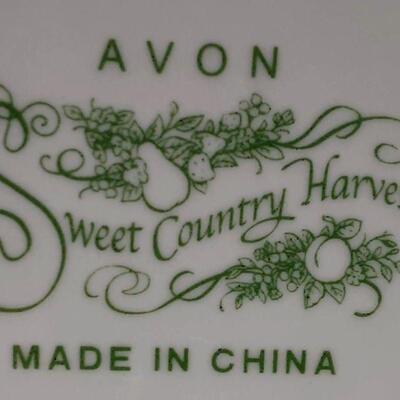 AVON
Sweet Country Harves
MADE IN CHINA